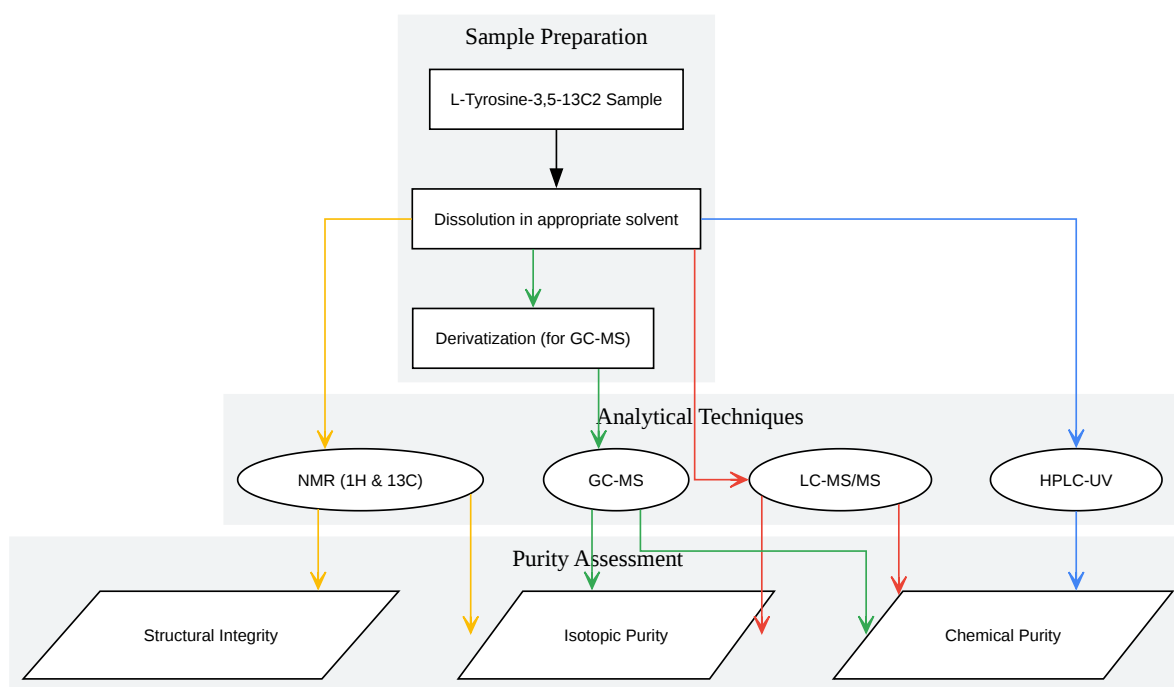 Sample Preparation
L-Tyrosine-3,5-13C2 Sample
Dissolution in appropriate solvent
Derivatization (for GC-MS)
Analytical Techniques
NMR (1H & 13C)
GC-MS
LC-MS/MS
HPLC-UV
Purity Assessment
Structural Integrity
Isotopic Purity
Chemical Purity